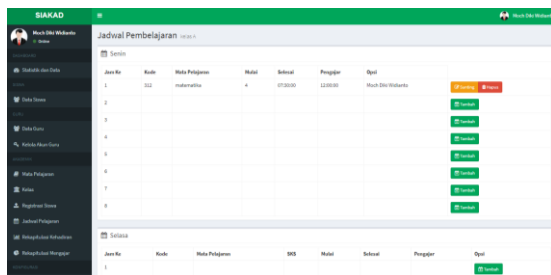 SIAKAD
Moch Diki Widianto
Moch Diki Widianto
Online
Jadwal Pembelajaran
Senin
Statistik dan Data
Data Siswa
Data Guru
Kelola Akun Guru
Mata Pelajaran
Kelas
Registrasi Siswa
Jadwal Pelajaran
Rekapitulasi Kehadiran
Rekapitulasi Mengajar
Jam Ke Kode Mata Pelajaran Mulai Selesai Pengajar Opsi
1 matematika 4 07:00:00 12:00:00 Moch Diki Widianto Sunting Hapus
2 Tambah
3 Tambah
4 Tambah
5 Tambah
6 Tambah
7 Tambah
8 Tambah
Selasa
Jam Ke Kode Mata Pelajaran SKS Mulai Selesai Pengajar Opsi
1 Tambah